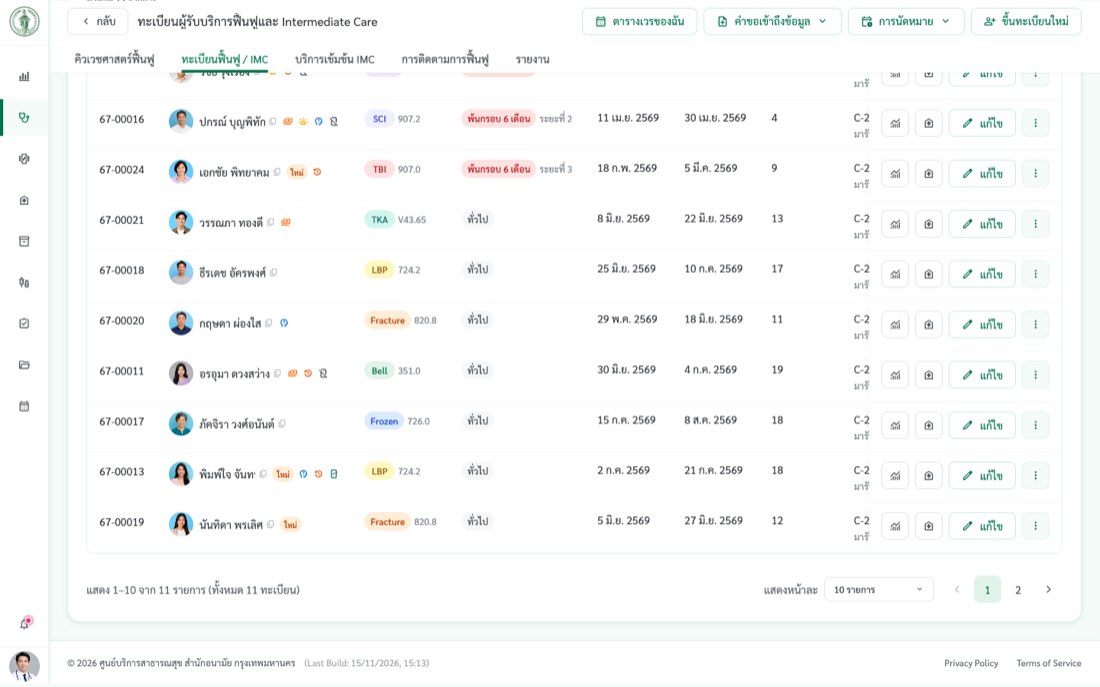 กลับ ทะเบียนผู้รับบริการฟื้นฟูและ Intermediate Care ตารางเวรของฉัน คำขอเข้าถึงข้อมูล การนัดหมาย ขึ้นทะเบียนใหม่
คิวเวชศาสตร์ฟื้นฟู ทะเบียนฟื้นฟู / IMC บริการเข้มข้น IMC การติดตามการฟื้นฟู รายงาน
มารี
67-00016 ปกรณ์ บุญพิทัก SCI 907.2 พ้นกรอบ 6 เดือน ระยะที่ 2 11 เม.ย. 2569 30 เม.ย. 2569 4 C-2 แก้ไข
มารี
67-00024 เอกชัย พิทยาคม ใหม่ TBI 907.0 พ้นกรอบ 6 เดือน ระยะที่ 3 18 ก.พ. 2569 5 มี.ค. 2569 9 C-2 แก้ไข
มารี
67-00021 วรรณภา ทองดี TKA V43.65 ทั่วไป 8 มิ.ย. 2569 22 มิ.ย. 2569 13 C-2 แก้ไข
มารี
67-00018 ธีรเดช อัครพงศ์ LBP 724.2 ทั่วไป 25 มิ.ย. 2569 10 ก.ค. 2569 17 C-2 แก้ไข
มารี
67-00020 กฤษดา ผ่องใส Fracture 820.8 ทั่วไป 29 พ.ค. 2569 18 มิ.ย. 2569 11 C-2 แก้ไข
มารี
67-00011 อรอุมา ดวงสว่าง Bell 351.0 ทั่วไป 30 มิ.ย. 2569 4 ก.ค. 2569 19 C-2 แก้ไข
มารี
67-00017 ภัคจิรา วงศ์อนันต์ Frozen 726.0 ทั่วไป 15 ก.ค. 2569 8 ส.ค. 2569 18 C-2 แก้ไข
มารี
67-00013 พิมพ์ใจ จันท ใหม่ LBP 724.2 ทั่วไป 2 ก.ค. 2569 21 ก.ค. 2569 18 C-2 แก้ไข
มารี
67-00019 นันทิดา พรเลิศ ใหม่ Fracture 820.8 ทั่วไป 5 มิ.ย. 2569 27 มิ.ย. 2569 12 C-2 แก้ไข
มารี
แสดง 1–10 จาก 11 รายการ (ทั้งหมด 11 ทะเบียน) แสดงหน้าละ 10 รายการ 1 2
© 2026 ศูนย์บริการสาธารณสุข สำนักอนามัย กรุงเทพมหานคร (Last Build: 15/11/2026, 15:13) Privacy Policy Terms of Service